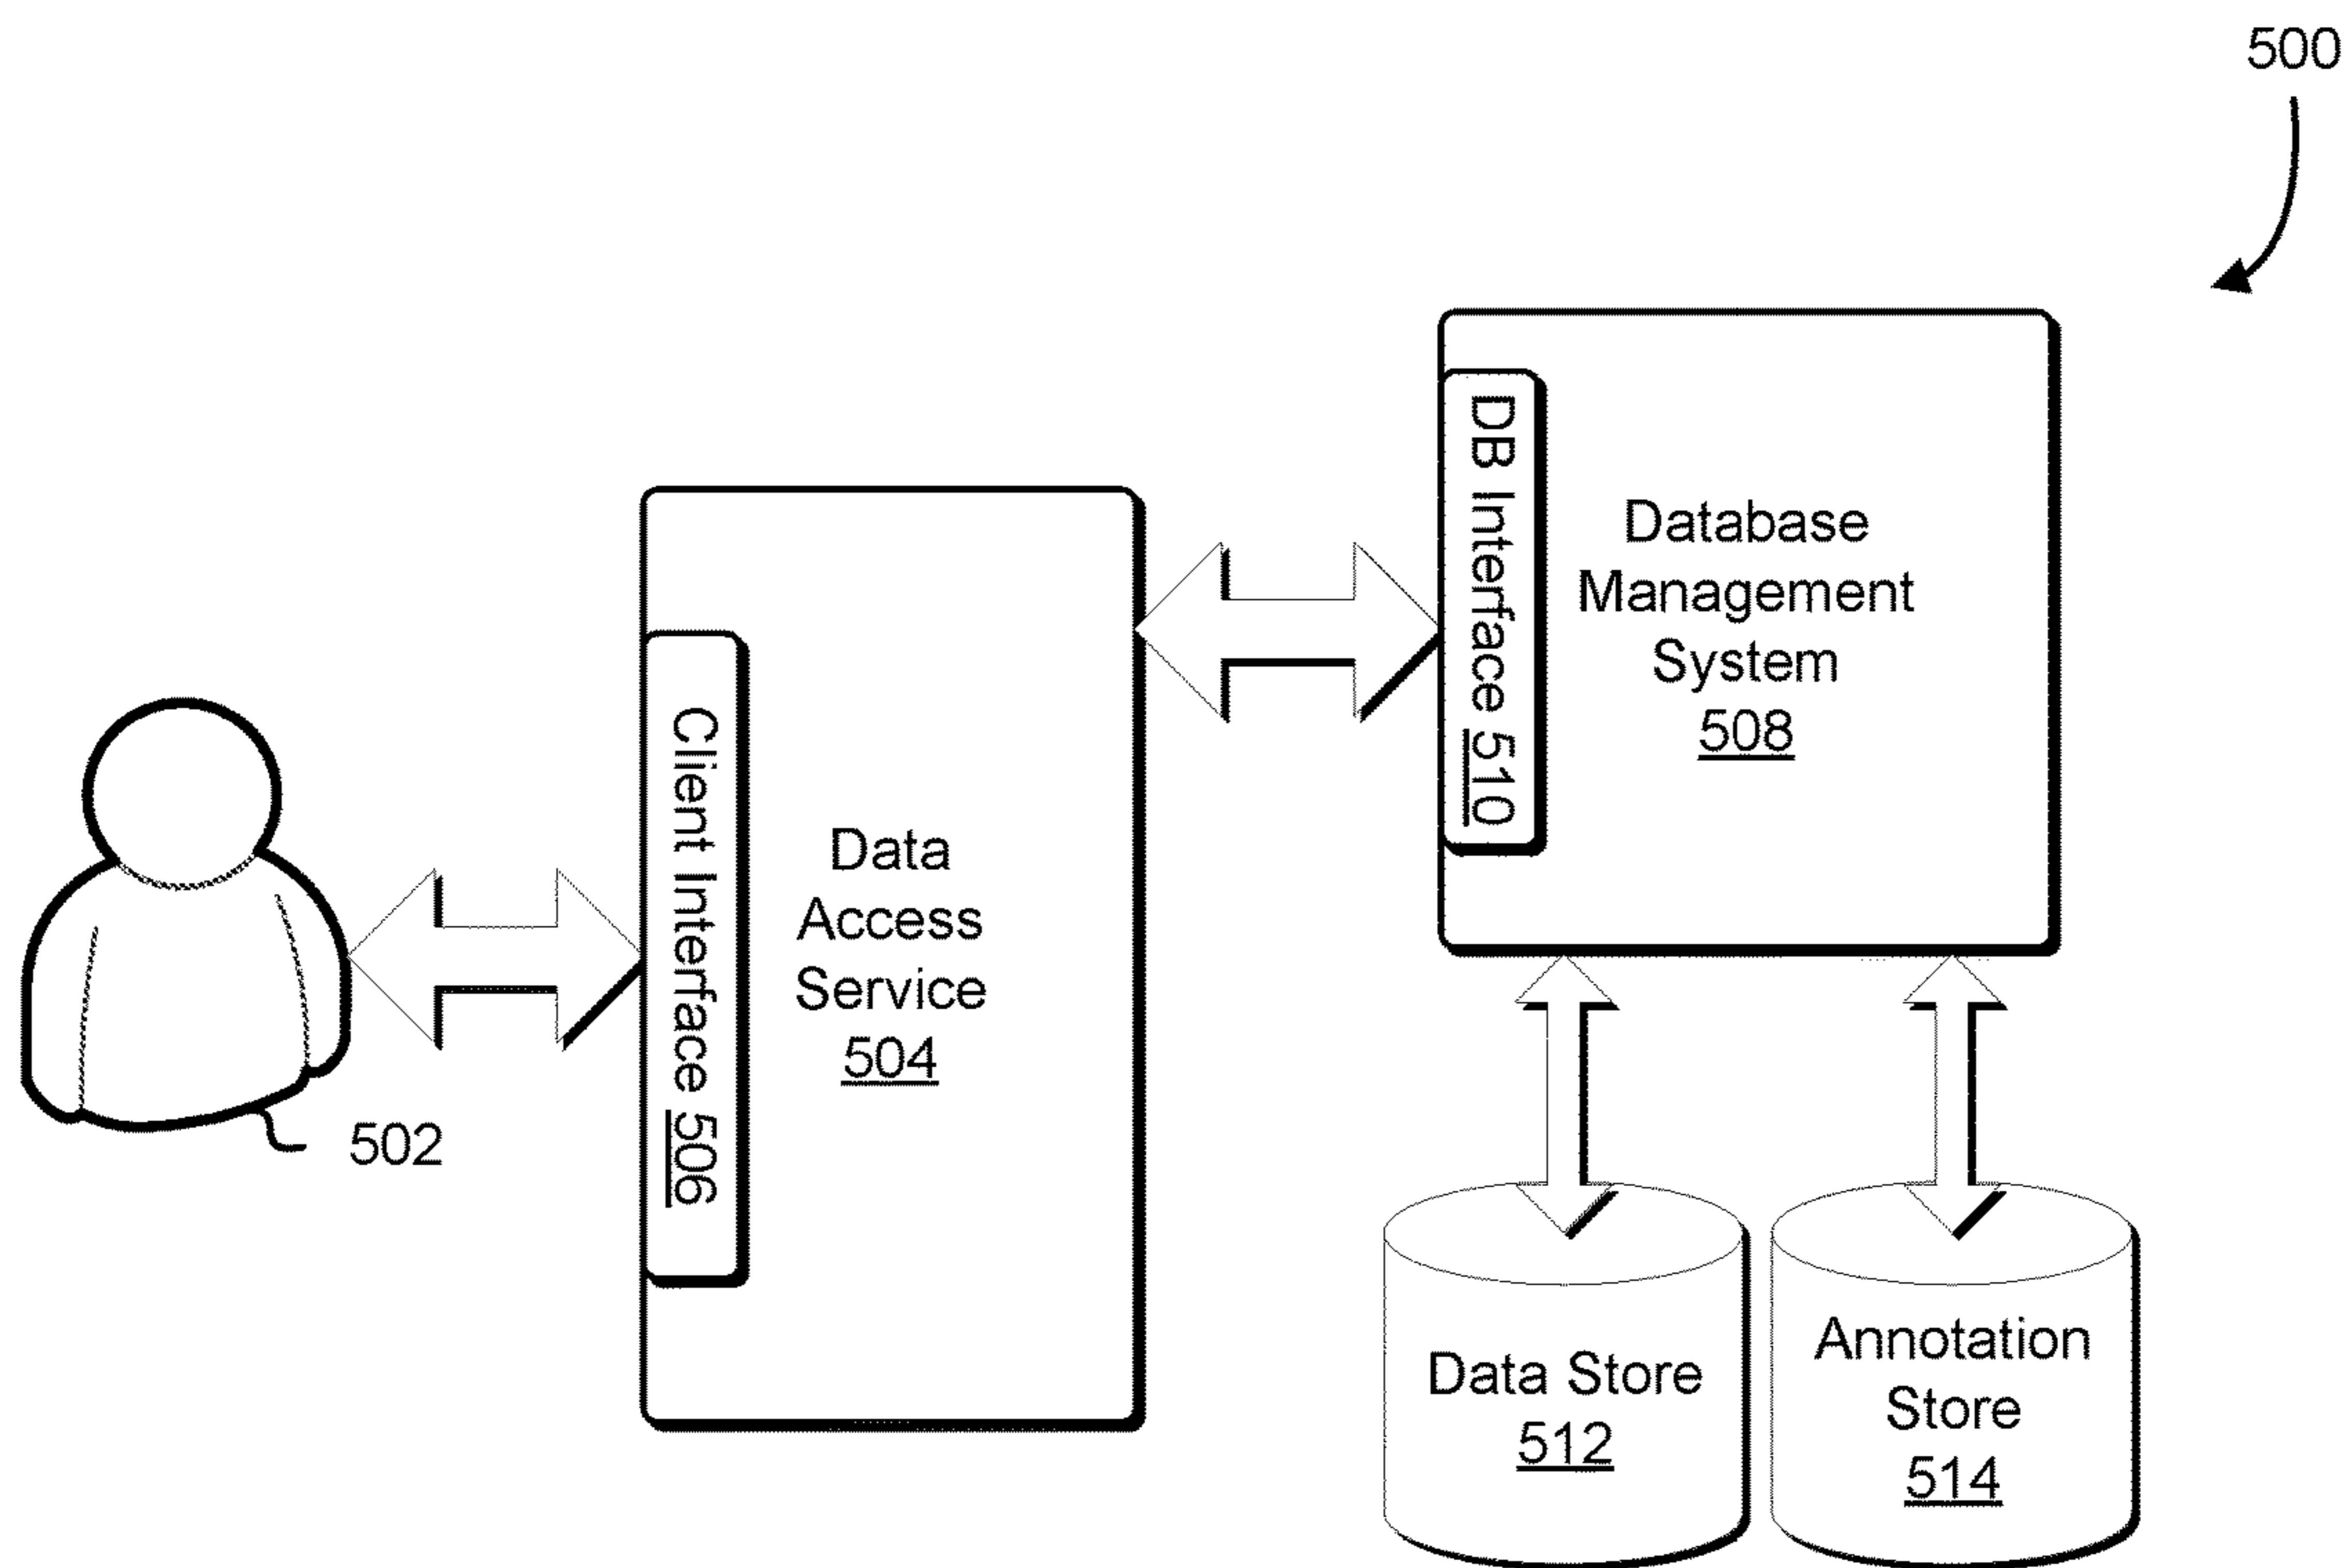 500
DB Interface 510
Database
Management
System
508
Client Interface 506
Data
Access
Service
504
502
Data Store
512
Annotation
Store
514